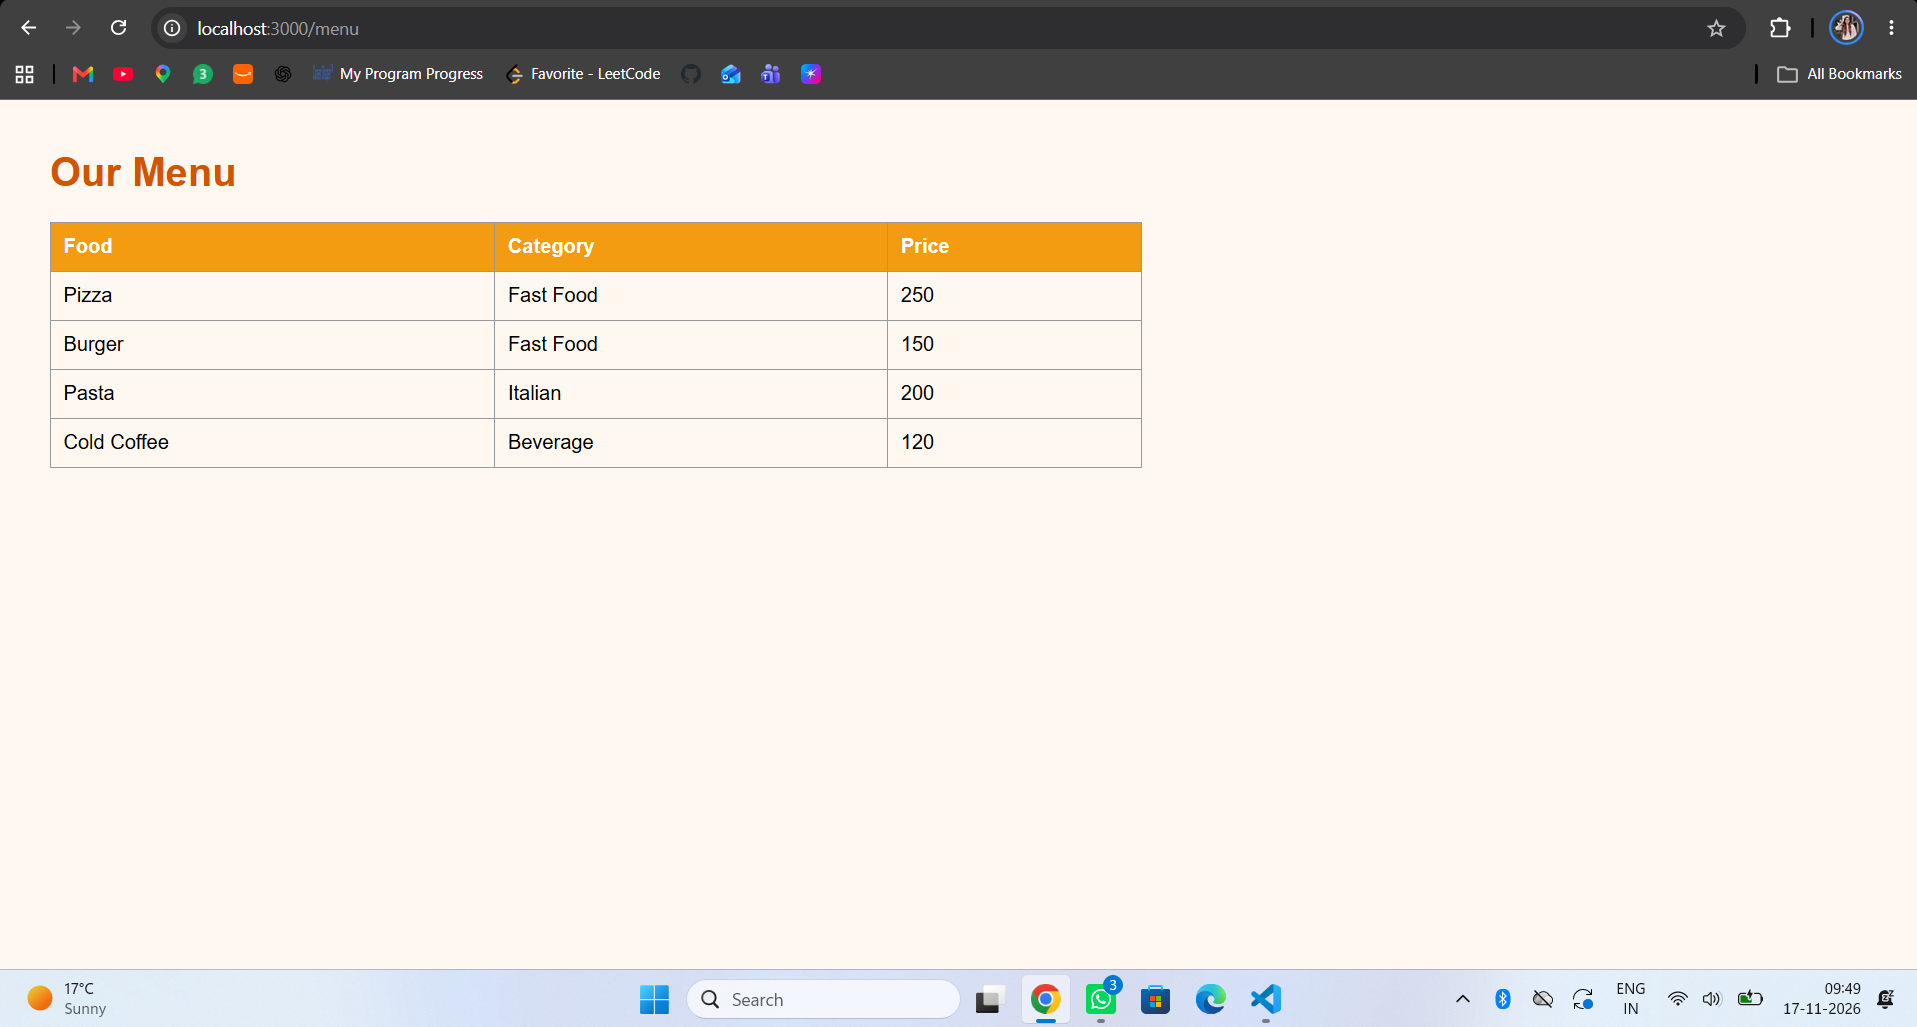 localhost:3000/menu
3
My Program Progress
Favorite - LeetCode
All Bookmarks
Our Menu
Food Category Price
Pizza Fast Food 250
Burger Fast Food 150
Pasta Italian 200
Cold Coffee Beverage 120
17°C
Sunny
Search
3
ENG
IN
09:49
17-11-2026